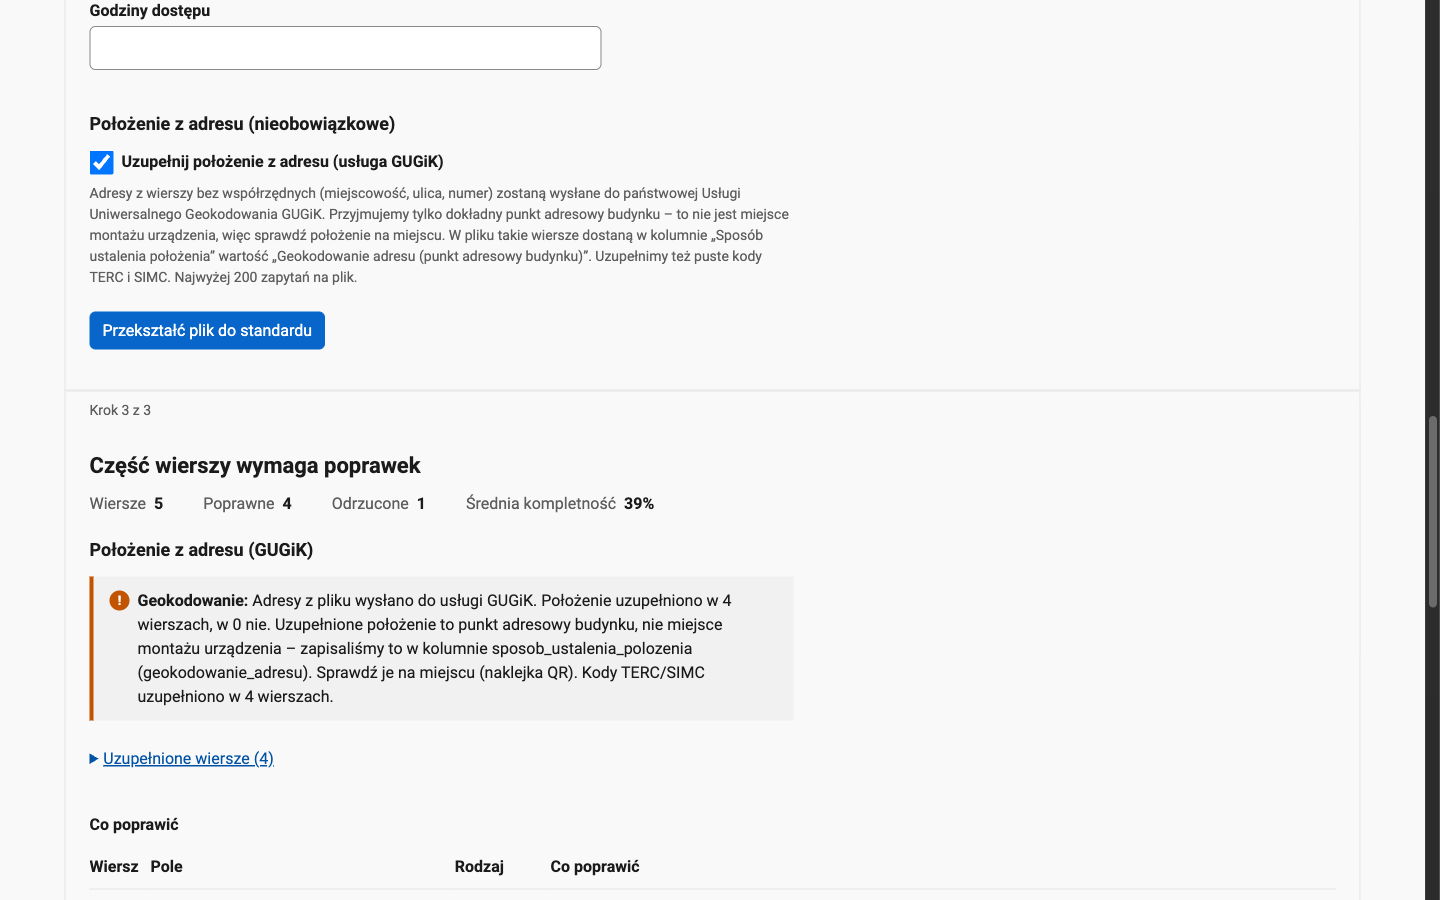 Godziny dostępu
Położenie z adresu (nieobowiązkowe)
Uzupełnij położenie z adresu (usługa GUGiK)
Adresy z wierszy bez współrzędnych (miejscowość, ulica, numer) zostaną wysłane do państwowej Usługi
Uniwersalnego Geokodowania GUGiK. Przyjmujemy tylko dokładny punkt adresowy budynku – to nie jest miejsce
montażu urządzenia, więc sprawdź położenie na miejscu. W pliku takie wiersze dostaną w kolumnie „Sposób
ustalenia położenia” wartość „Geokodowanie adresu (punkt adresowy budynku)”. Uzupełnimy też puste kody
TERC i SIMC. Najwyżej 200 zapytań na plik.
Przekształć plik do standardu
Krok 3 z 3
Część wierszy wymaga poprawek
Wiersze 5 Poprawne 4 Odrzucone 1 Średnia kompletność 39%
Położenie z adresu (GUGiK)
Geokodowanie: Adresy z pliku wysłano do usługi GUGiK. Położenie uzupełniono w 4
wierszach, w 0 nie. Uzupełnione położenie to punkt adresowy budynku, nie miejsce
montażu urządzenia – zapisaliśmy to w kolumnie sposob_ustalenia_polozenia
(geokodowanie_adresu). Sprawdź je na miejscu (naklejka QR). Kody TERC/SIMC
uzupełniono w 4 wierszach.
Uzupełnione wiersze (4)
Co poprawić
Wiersz Pole Rodzaj Co poprawić